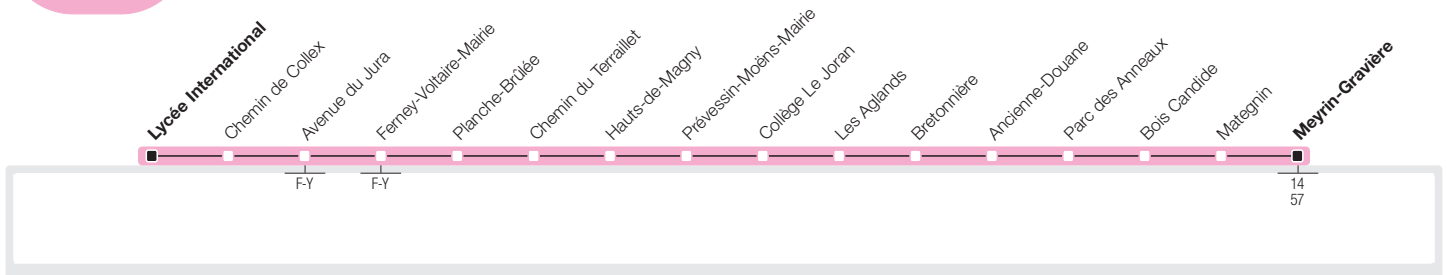 Lycée International
Chemin de Collex
Avenue du Jura
Ferney-Voltaire-Mairie
Planche-Brûlée
Chemin du Terraillet
Hauts-de-Magny
Prévessin-Moëns-Mairie
Collège Le Joran
Les Aglands
Bretonnière
Ancienne-Douane
Parc des Anneaux
Bois Candide
Mategnin
Meyrin-Gravière
F-Y
F-Y
14
57